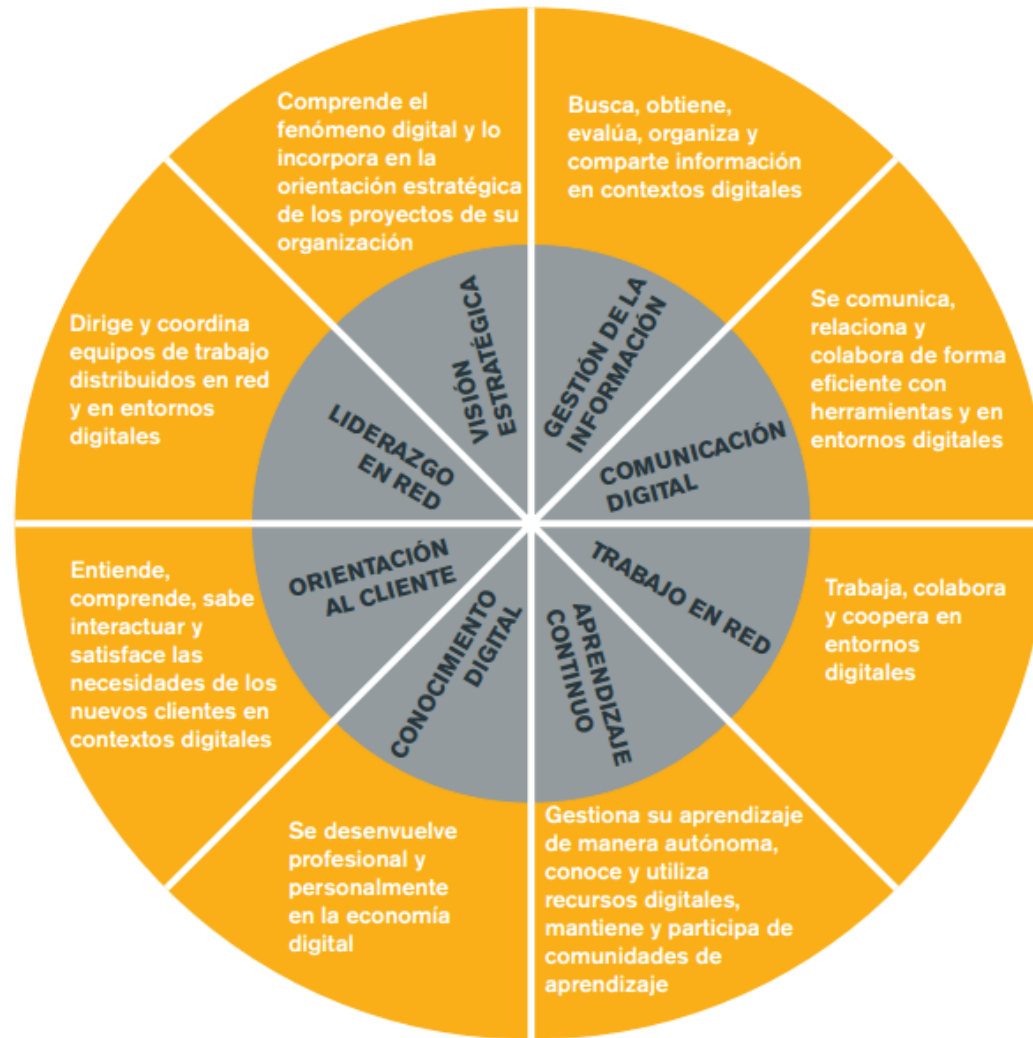 Comprende el
fenómeno digital y lo
incorpora en la
orientación estratégica
de los proyectos de su
organización
VISIÓN
ESTRATÉGICA
Busca, obtiene,
evalúa, organiza y
comparte información
en contextos digitales
GESTIÓN DE LA
INFORMACIÓN
Se comunica,
relaciona y
colabora de forma
eficiente con
herramientas y en
entornos digitales
COMUNICACIÓN
DIGITAL
Trabaja, colabora
y coopera en
entornos
digitales
TRABAJO EN RED
Gestiona su aprendizaje
de manera autónoma,
conoce y utiliza
recursos digitales,
mantiene y participa de
comunidades de
aprendizaje
APRENDIZAJE
CONTINUO
Se desenvuelve
profesional y
personalmente
en la economía
digital
CONOCIMIENTO
DIGITAL
Entiende,
comprende, sabe
interactuar y
satisface las
necesidades de los
nuevos clientes en
contextos digitales
ORIENTACIÓN
AL CLIENTE
Dirige y coordina
equipos de trabajo
distribuidos en red
y en entornos
digitales
LIDERAZGO
EN RED